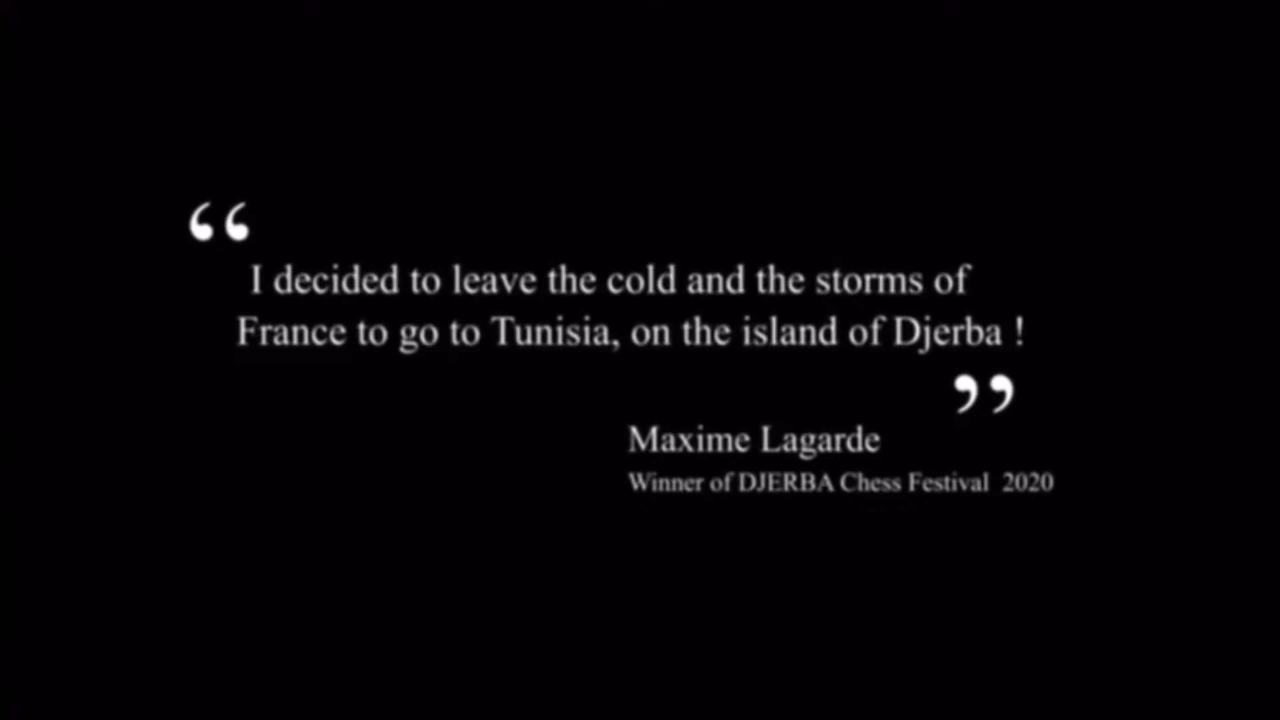 “
I decided to leave the cold and the storms of
France to go to Tunisia, on the island of Djerba !
”
Maxime Lagarde
Winner of DJERBA Chess Festival 2020